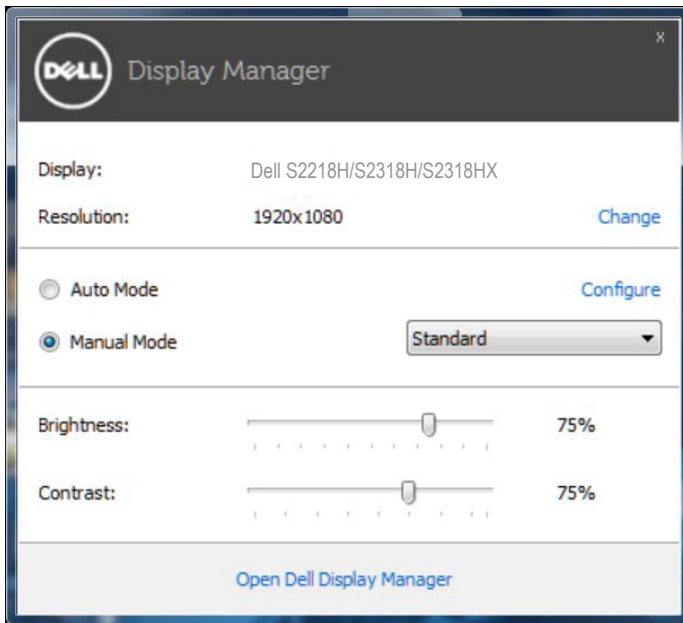 x
DELL Display Manager
Display: Dell S2218H/S2318H/S2318HX
Resolution: 1920x1080 Change
Auto Mode Configure
Manual Mode Standard
Brightness: 75%
Contrast: 75%
Open Dell Display Manager